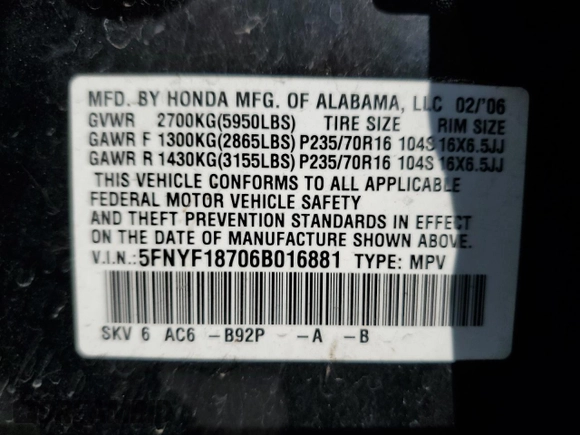 MFD. BY HONDA MFG. OF ALABAMA, LLC 02/'06
GVWR 2700KG(5950LBS) TIRE SIZE RIM SIZE
GAWR F 1300KG(2865LBS) P235/70R16 104S 16X6.5JJ
GAWR R 1430KG(3155LBS) P235/70R16 104S 16X6.5JJ
THIS VEHICLE CONFORMS TO ALL APPLICABLE
FEDERAL MOTOR VEHICLE SAFETY
AND THEFT PREVENTION STANDARDS IN EFFECT
ON THE DATE OF MANUFACTURE SHOWN ABOVE.
V.I.N.: 5FNYF18706B016881 TYPE: MPV
SKV 6 AC6 -B92P -A -B